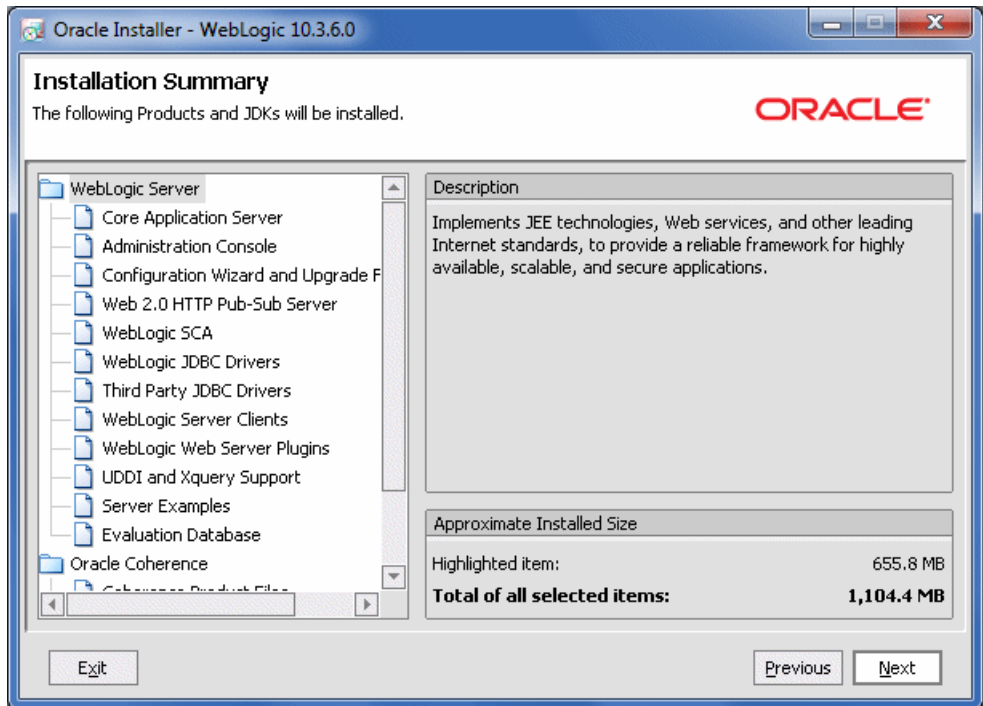 Oracle Installer - WebLogic 10.3.6.0
Installation Summary
The following Products and JDKs will be installed.
ORACLE
WebLogic Server
Core Application Server
Administration Console
Configuration Wizard and Upgrade F
Web 2.0 HTTP Pub-Sub Server
WebLogic SCA
WebLogic JDBC Drivers
Third Party JDBC Drivers
WebLogic Server Clients
WebLogic Web Server Plugins
UDDI and Xquery Support
Server Examples
Evaluation Database
Oracle Coherence
Coherence Product Files
Description
Implements JEE technologies, Web services, and other leading
Internet standards, to provide a reliable framework for highly
available, scalable, and secure applications.
Approximate Installed Size
Highlighted item: 655.8 MB
Total of all selected items: 1,104.4 MB
Exit
Previous
Next